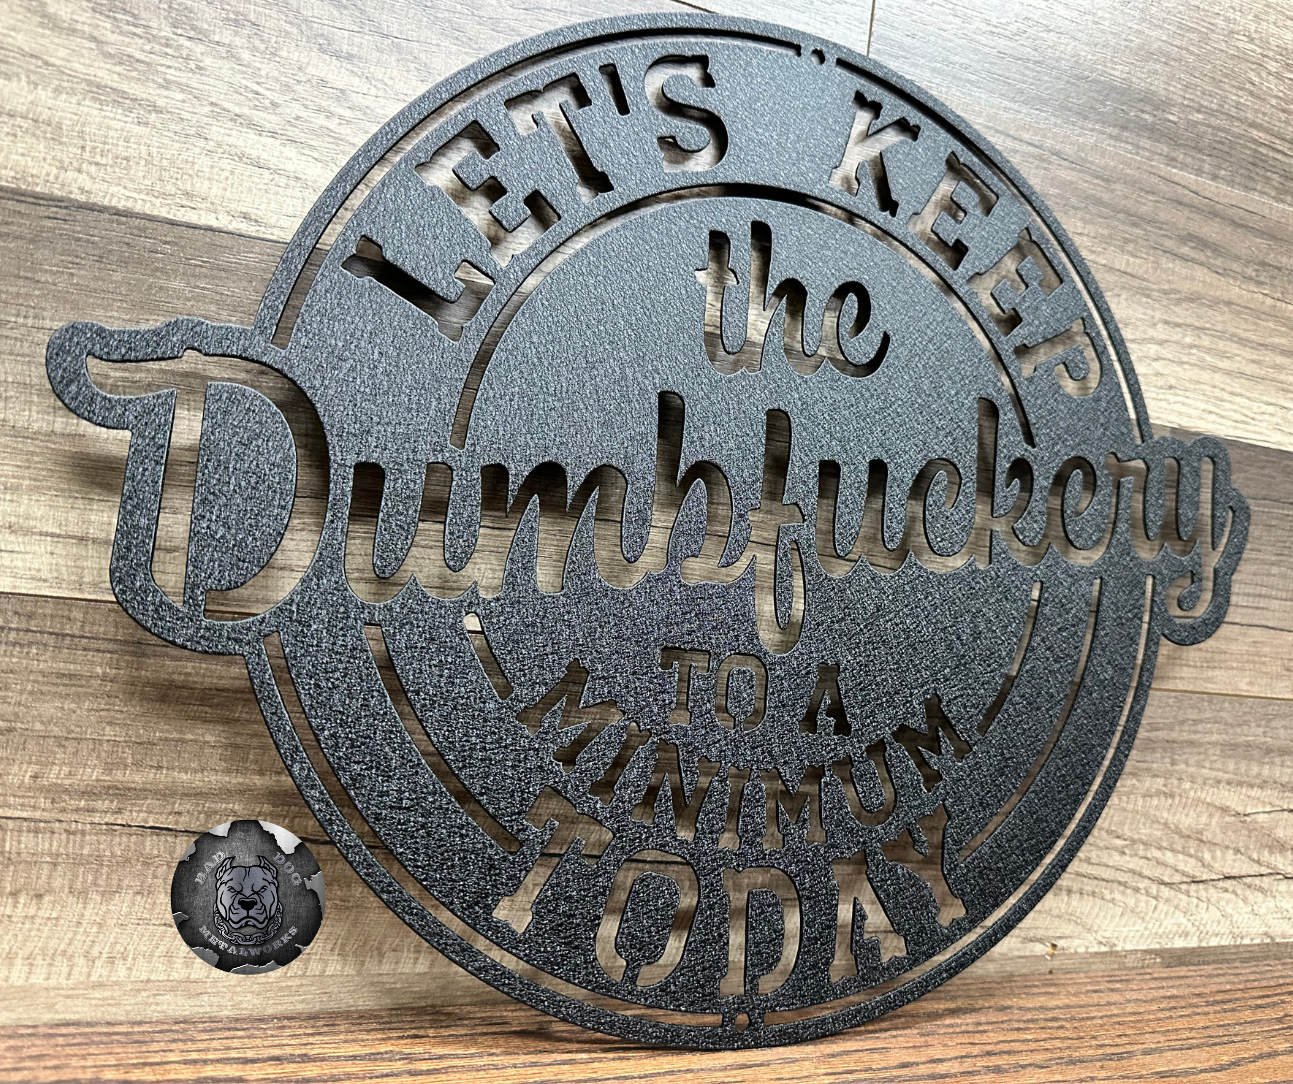 LET'S KEEP
the
Dumbfuckery
TO A
MINIMUM
TODAY
BAD DOG
METALWORKS